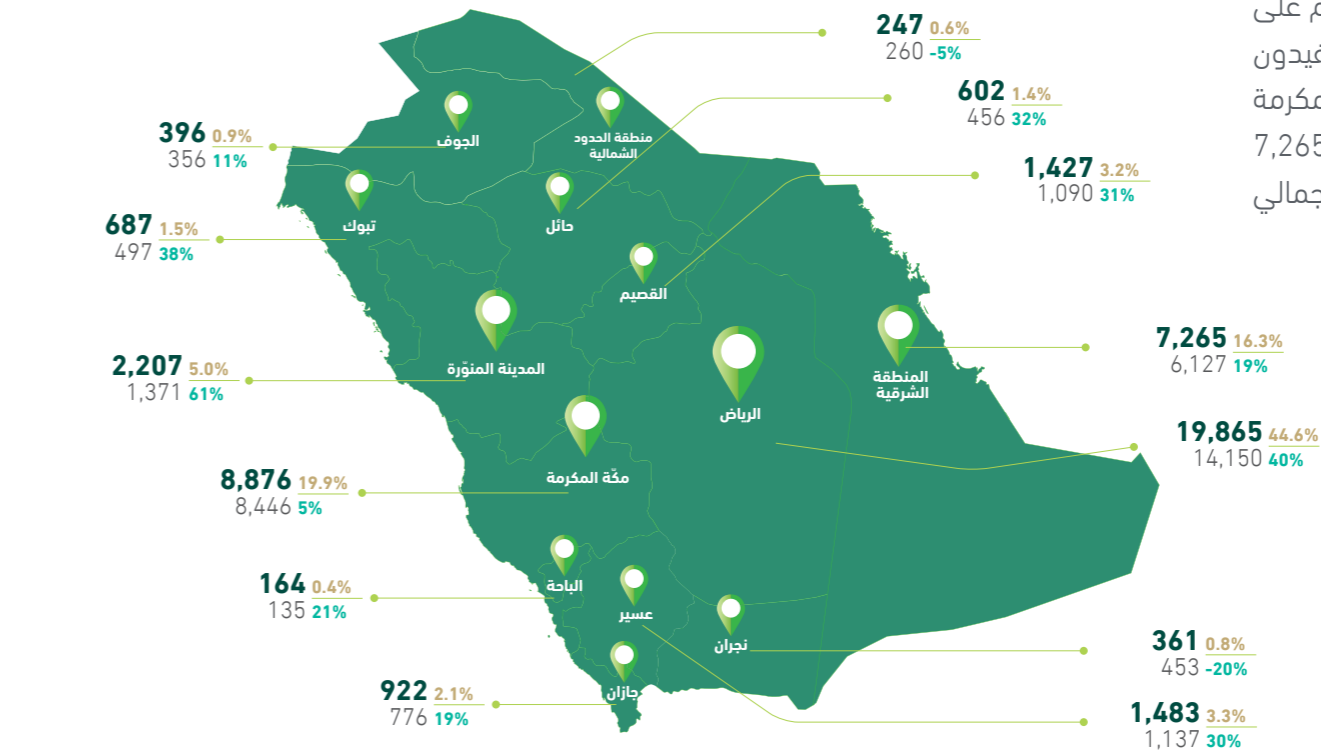 م على
فيدون
مكرمة
7,265
جمالي
247 0.6%
260 -5%
602 1.4%
456 32%
1,427 3.2%
1,090 31%
396 0.9%
356 11%
687 1.5%
497 38%
2,207 5.0%
1,371 61%
8,876 19.9%
8,446 5%
164 0.4%
135 21%
922 2.1%
776 19%
7,265 16.3%
6,127 19%
19,865 44.6%
14,150 40%
361 0.8%
453 -20%
1,483 3.3%
1,137 30%
منطقة الحدود
الشمالية
الجوف
تبوك
حائل
القصيم
المدينة المنوّرة
المنطقة
الشرقية
الرياض
مكّة المكرمة
الباحة
عسير
نجران
جازان